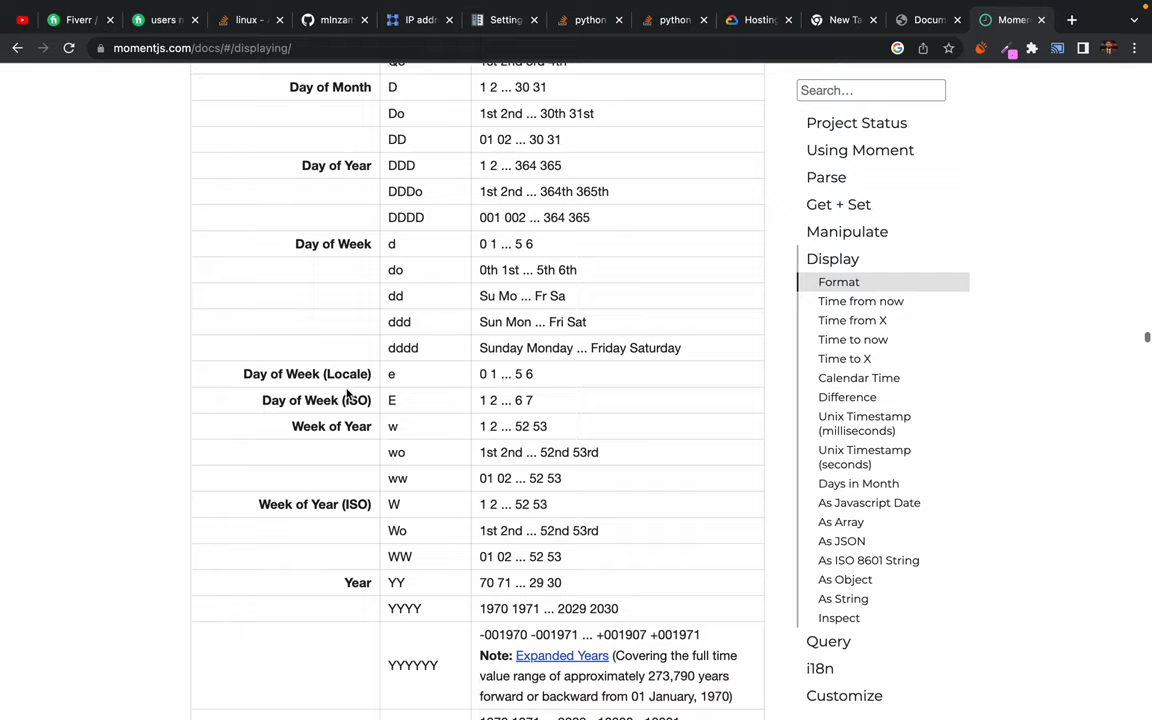 Fiverr /
users n
linux - A
mlnzam
IP addr
Setting
python
python
Hosting
New Ta
Docum
Momen
momentjs.com/docs/#/displaying/
1st 2nd 3rd 4th
Day of Month D 1 2 ... 30 31
Do 1st 2nd ... 30th 31st
DD 01 02 ... 30 31
Day of Year DDD 1 2 ... 364 365
DDDo 1st 2nd ... 364th 365th
DDDD 001 002 ... 364 365
Day of Week d 0 1 ... 5 6
do 0th 1st ... 5th 6th
dd Su Mo ... Fr Sa
ddd Sun Mon ... Fri Sat
dddd Sunday Monday ... Friday Saturday
Day of Week (Locale) e 0 1 ... 5 6
Day of Week (ISO) E 1 2 ... 6 7
Week of Year w 1 2 ... 52 53
wo 1st 2nd ... 52nd 53rd
ww 01 02 ... 52 53
Week of Year (ISO) W 1 2 ... 52 53
Wo 1st 2nd ... 52nd 53rd
WW 01 02 ... 52 53
Year YY 70 71 ... 29 30
YYYY 1970 1971 ... 2029 2030
YYYYYY -001970 -001971 ... +001907 +001971
Note: Expanded Years (Covering the full time
value range of approximately 273,790 years
forward or backward from 01 January, 1970)
Search...
Project Status
Using Moment
Parse
Get + Set
Manipulate
Display
Format
Time from now
Time from X
Time to now
Time to X
Calendar Time
Difference
Unix Timestamp
(milliseconds)
Unix Timestamp
(seconds)
Days in Month
As Javascript Date
As Array
As JSON
As ISO 8601 String
As Object
As String
Inspect
Query
i18n
Customize